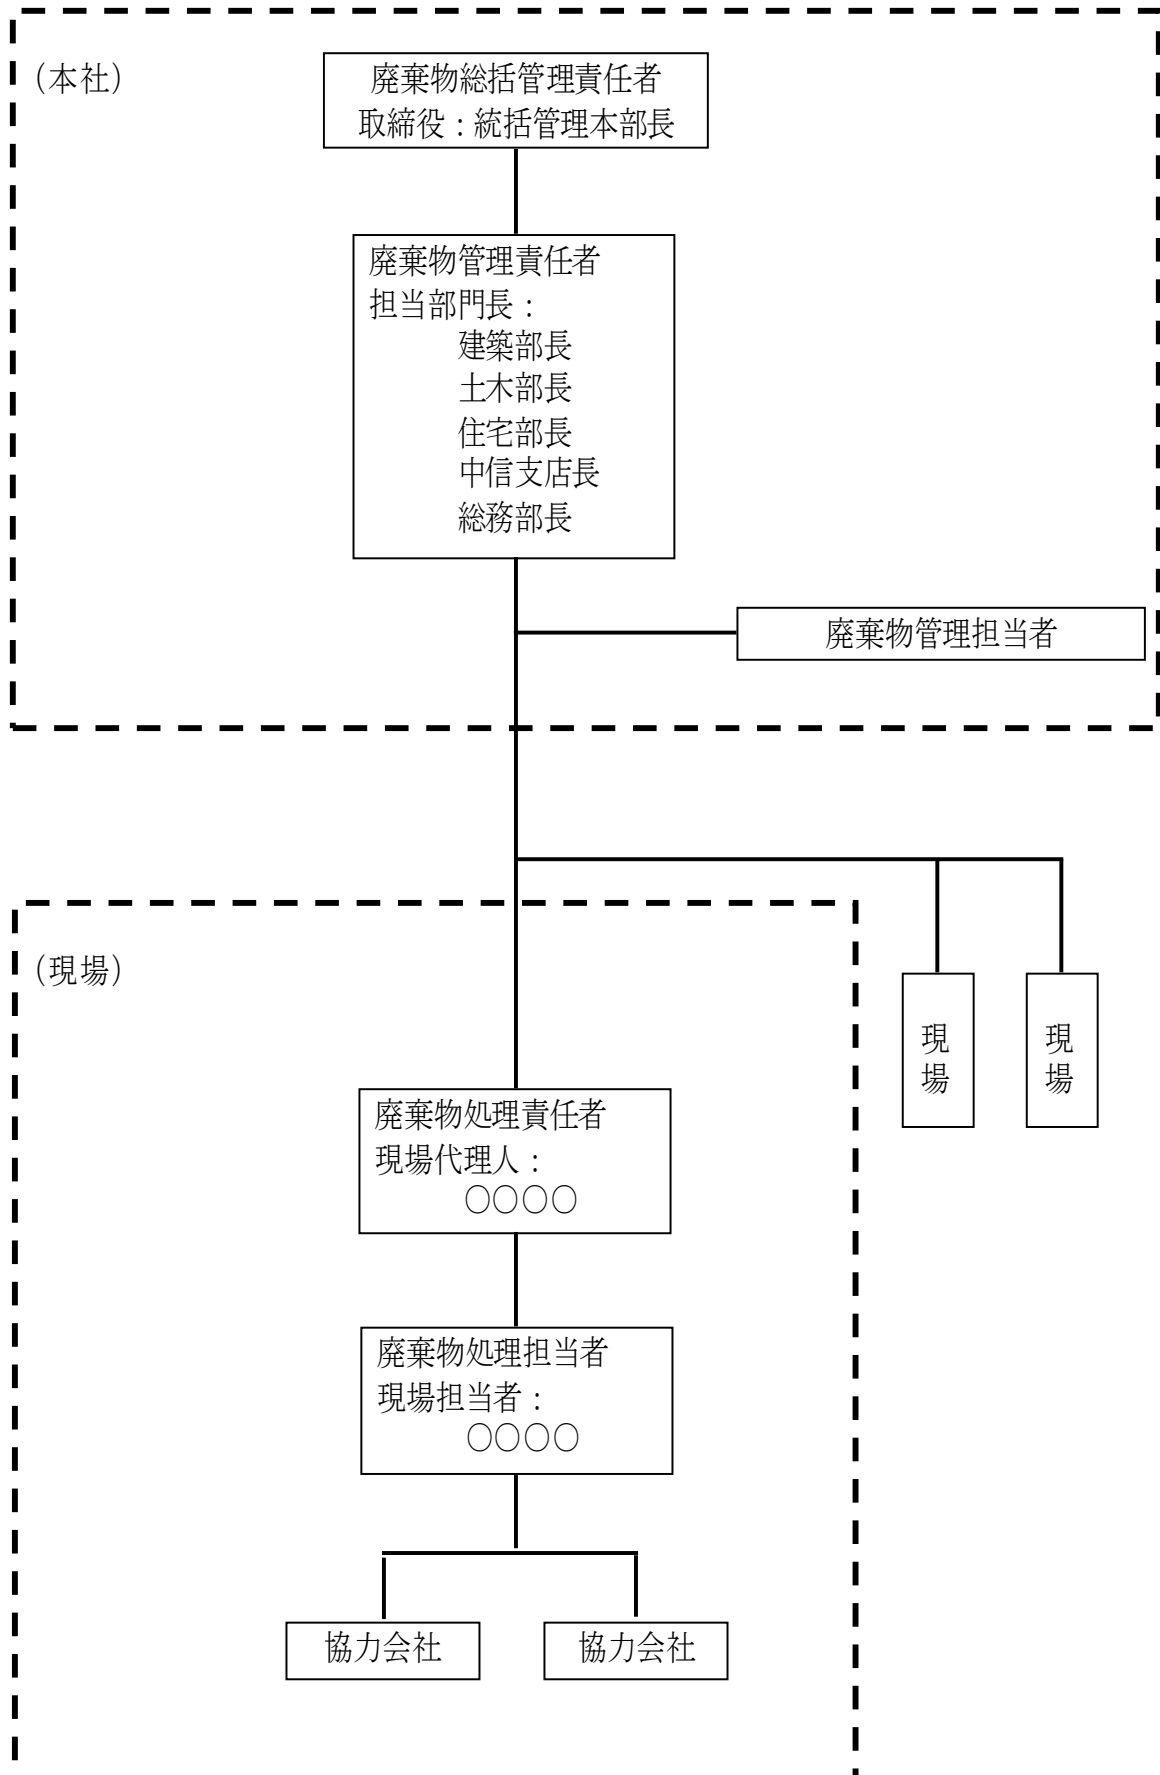 （本社）
廃棄物総括管理責任者
取締役：統括管理本部長
廃棄物管理責任者
担当部門長：
建築部長
土木部長
住宅部長
中信支店長
総務部長
廃棄物管理担当者
（現場）
現場
現場
廃棄物処理責任者
現場代理人：
〇〇〇〇
廃棄物処理担当者
現場担当者：
〇〇〇〇
協力会社
協力会社